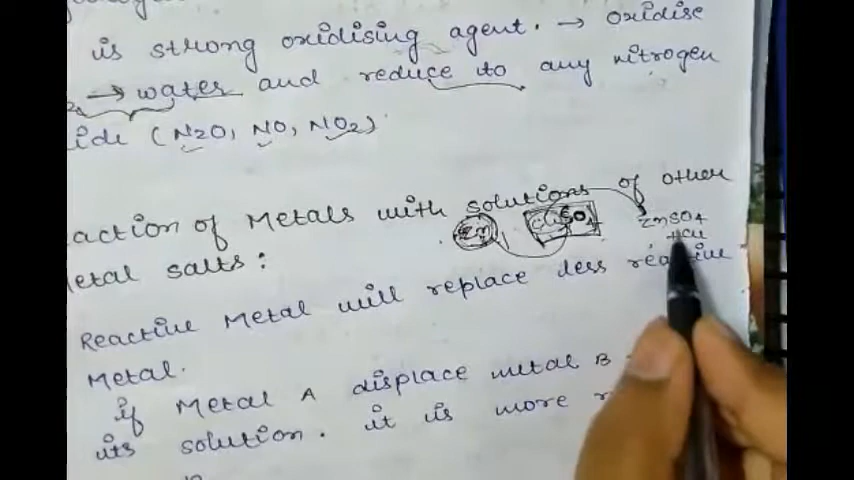 is strong oxidising agent. → oxidise
→ water and reduce to any nitrogen
ide (N2O, NO, NO2)
action of Metals with solutions of other
Zn CuSO4 ZnSO4
+Cu
etal salts:
Reactive Metal will replace less reactive
Metal.
if Metal A displace metal B
its solution. it is more